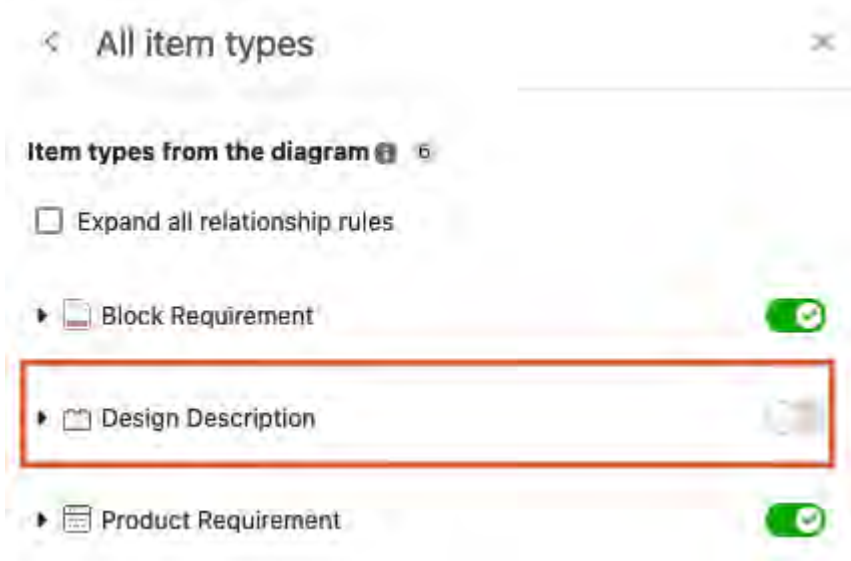 All item types
Item types from the diagram 6
Expand all relationship rules
Block Requirement
Design Description
Product Requirement